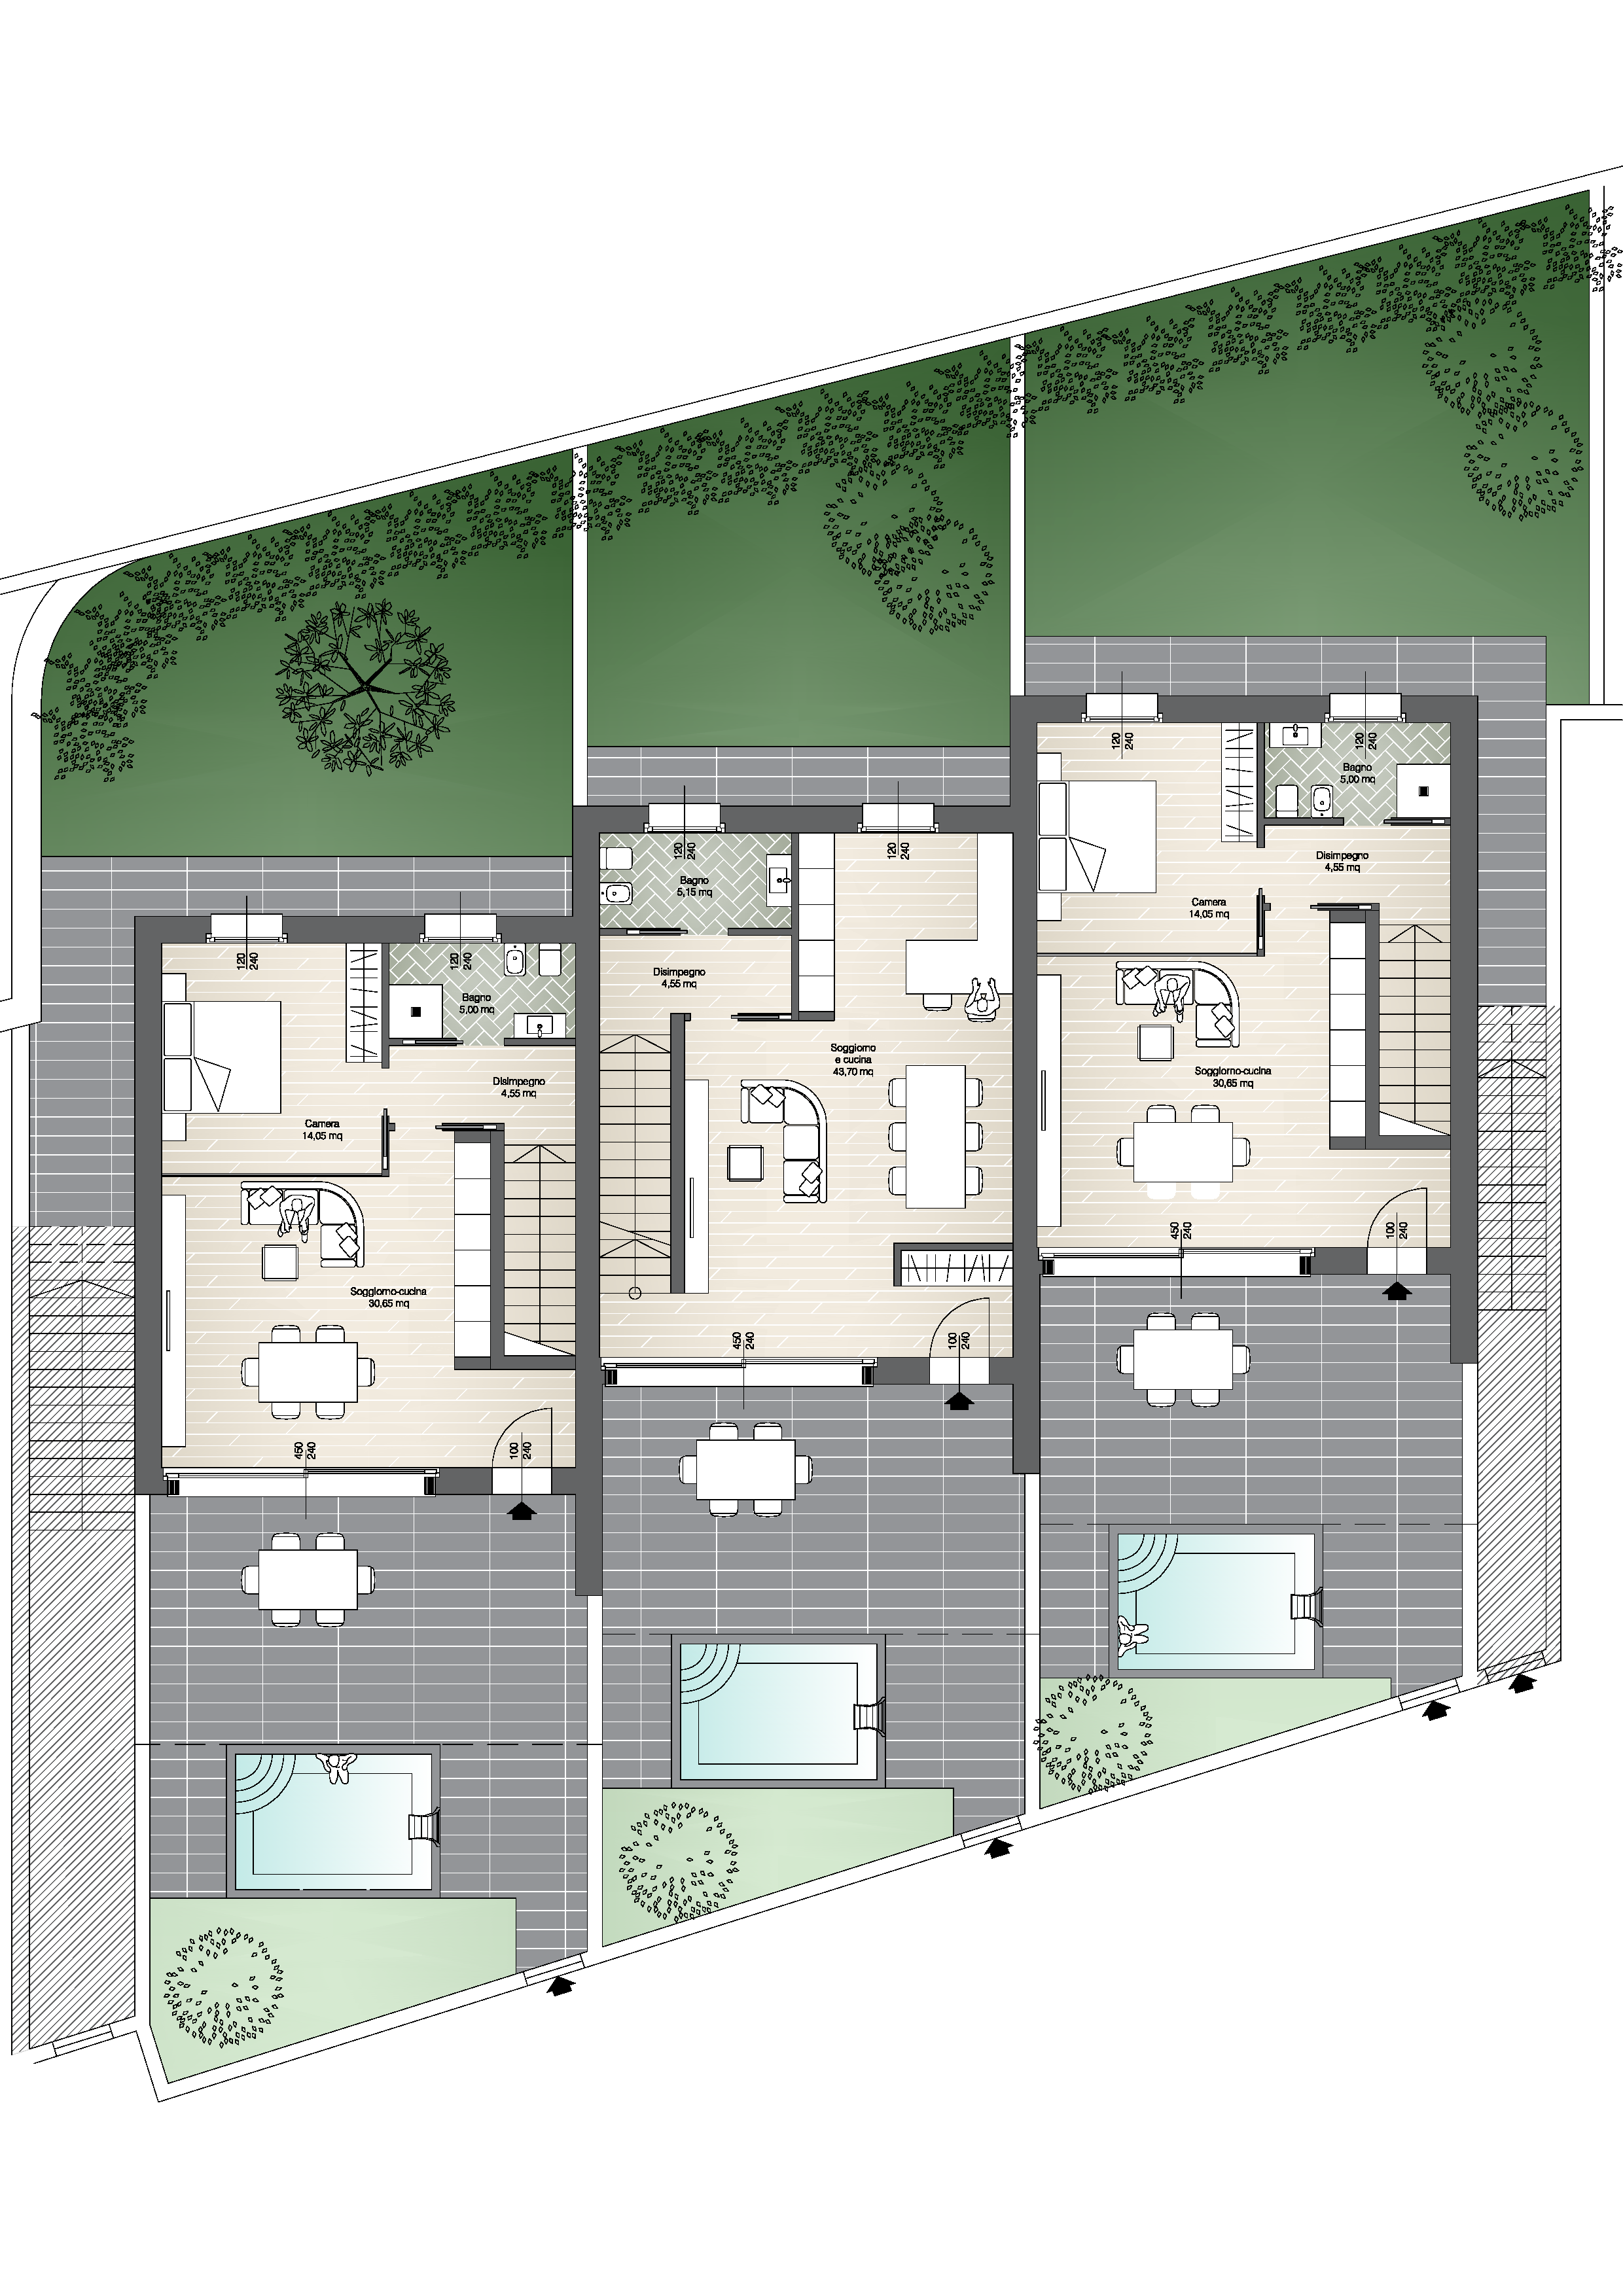 120
240
120
240
Bagno
5,00 mq
Disimpegno
4,55 mq
Camera
14,05 mq
Soggiorno-cucina
30,65 mq
450
240
100
240
120
240
120
240
Bagno
5,15 mq
Disimpegno
4,55 mq
Soggiorno
e cucina
43,70 mq
450
240
100
240
120
240
120
240
Bagno
5,00 mq
Disimpegno
4,55 mq
Camera
14,05 mq
Soggiorno-cucina
30,65 mq
450
240
100
240